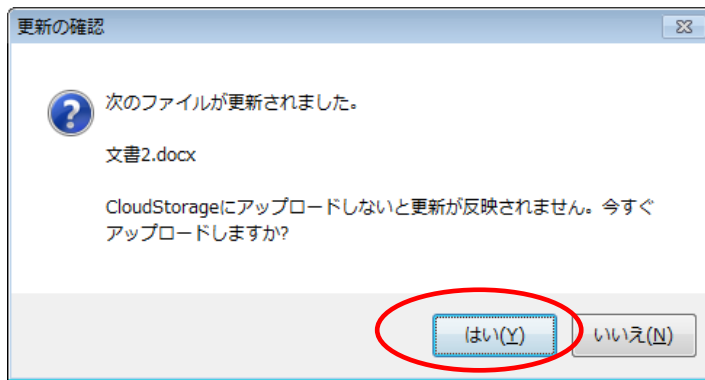 更新の確認
次のファイルが更新されました。
文書2.docx
CloudStorageにアップロードしないと更新が反映されません。今すぐ
アップロードしますか?
はい(Y)
いいえ(N)